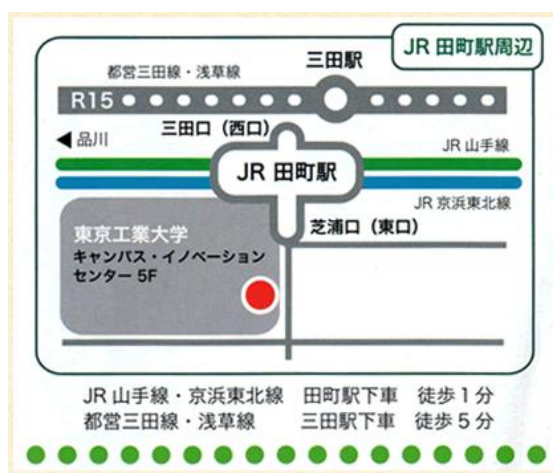 JR 田町駅周辺
三田駅
都営三田線・浅草線
R15
三田口（西口）
品川
JR 山手線
JR 田町駅
JR 京浜東北線
東京工業大学
キャンパス・イノベーション
センター 5F
芝浦口（東口）
JR 山手線・京浜東北線　田町駅下車　徒歩1分
都営三田線・浅草線　三田駅下車　徒歩5分